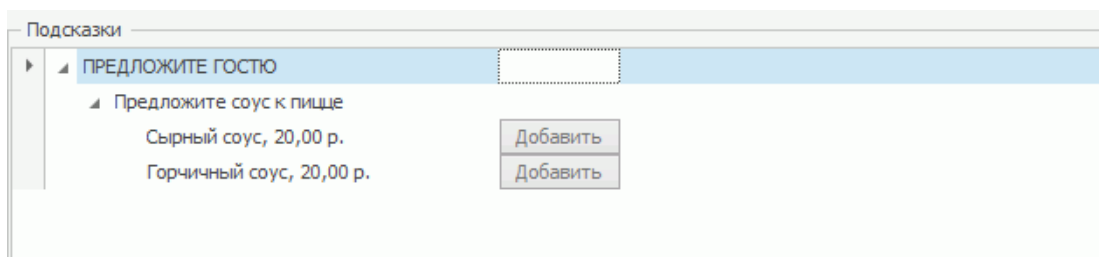 Подсказки
ПРЕДЛОЖИТЕ ГОСТЮ
Предложите соус к пицце
Сырный соус, 20,00 р. Добавить
Горчичный соус, 20,00 р. Добавить